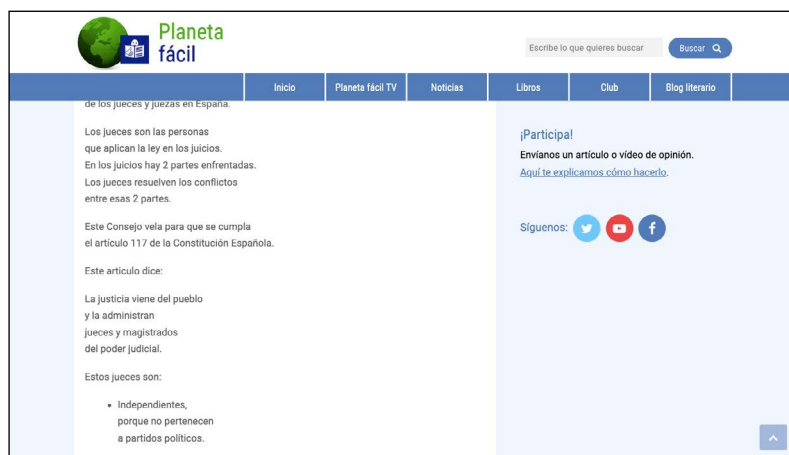 Planeta
fácil
Escribe lo que quieres buscar
Buscar
Inicio
Planeta fácil TV
Noticias
Libros
Club
Blog literario
de los jueces y juezas en España.
Los jueces son las personas
que aplican la ley en los juicios.
En los juicios hay 2 partes enfrentadas.
Los jueces resuelven los conflictos
entre esas 2 partes.
Este Consejo vela para que se cumpla
el artículo 117 de la Constitución Española.
Este articulo dice:
La justicia viene del pueblo
y la administran
jueces y magistrados
del poder judicial.
Estos jueces son:
• Independientes,
porque no pertenecen
a partidos políticos.
¡Participa!
Envíanos un artículo o vídeo de opinión.
Aquí te explicamos cómo hacerlo.
Síguenos: